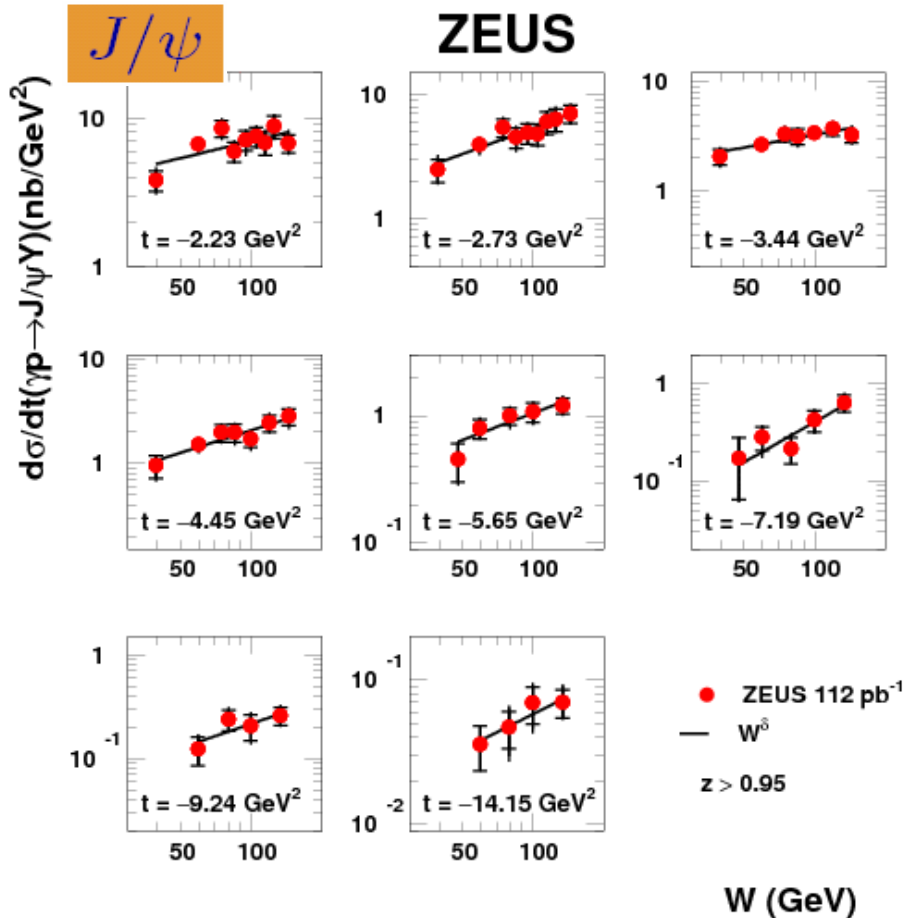 J/ψ
ZEUS
dσ/dt(γp→J/ψY)(nb/GeV²)
10
1
t = −2.23 GeV²
50 100
10
1
t = −2.73 GeV²
50 100
10
1
t = −3.44 GeV²
50 100
10
1
t = −4.45 GeV²
50 100
1
10⁻¹
t = −5.65 GeV²
50 100
1
10⁻¹
t = −7.19 GeV²
50 100
1
10⁻¹
t = −9.24 GeV²
50 100
10⁻¹
10⁻²
t = −14.15 GeV²
50 100
ZEUS 112 pb⁻¹
W^δ
z > 0.95
W (GeV)